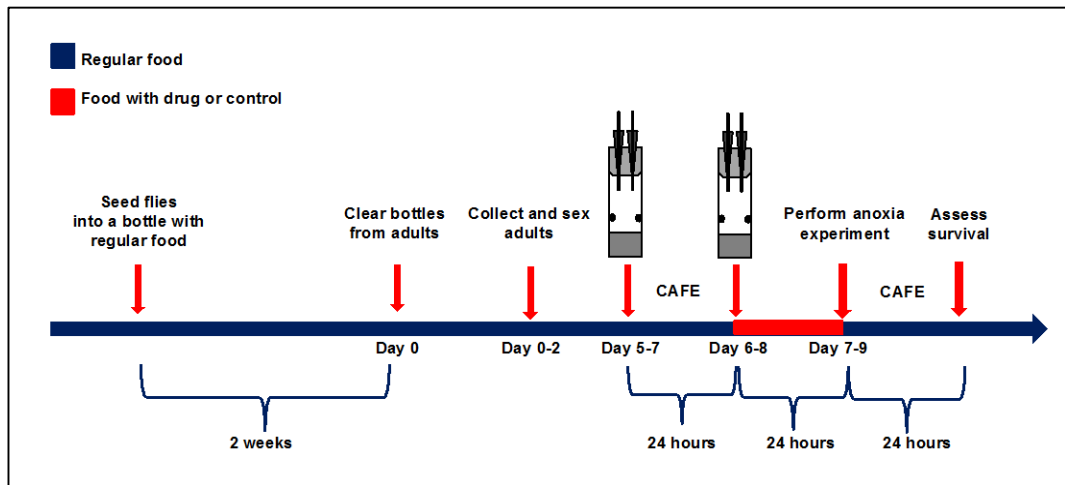 Regular food
Food with drug or control
Seed flies
into a bottle with
regular food
Clear bottles
from adults
Collect and sex
adults
Perform anoxia
experiment
Assess
survival
CAFE
CAFE
Day 0
Day 0-2
Day 5-7
Day 6-8
Day 7-9
2 weeks
24 hours
24 hours
24 hours